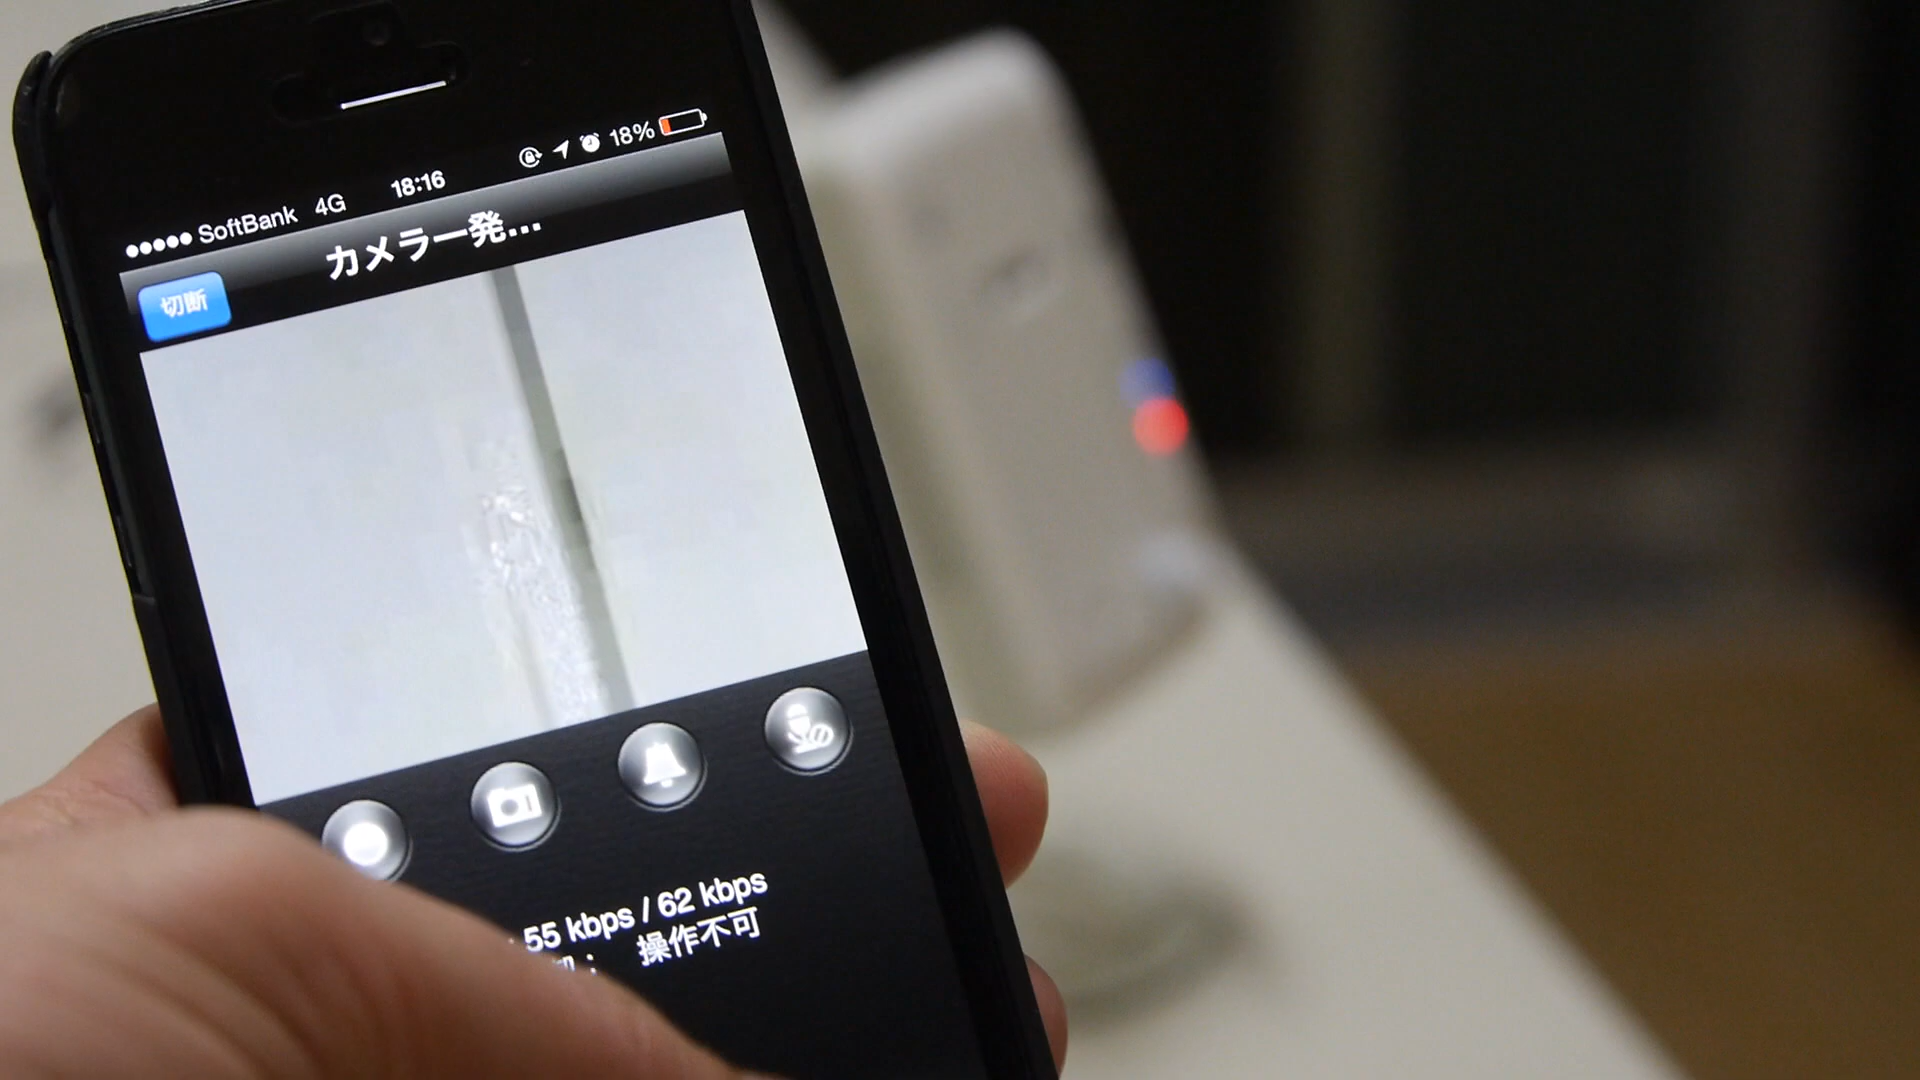 SoftBank 4G 18:16 18%
カメラ一発...
切断
55 kbps / 62 kbps
: 操作不可